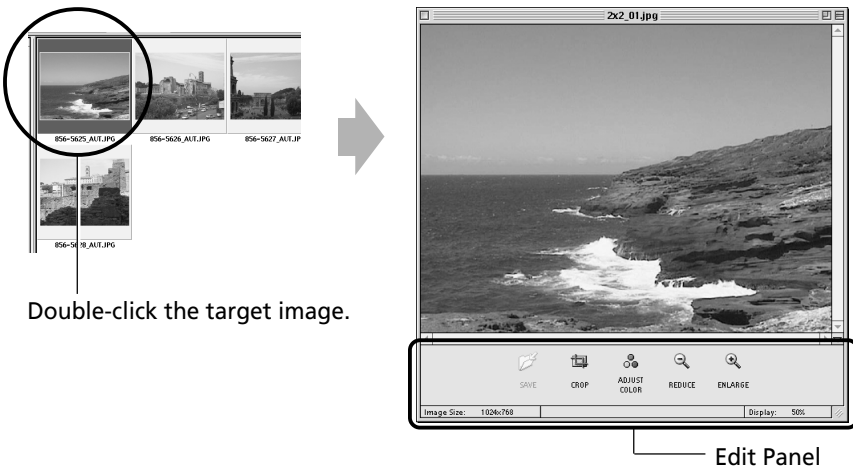 856-5625_AUT.JPG 856-5626_AUT.JPG 856-5627_AUT.JP
856-5628_AUT.JPG
Double-click the target image.
2x2_01.jpg
SAVE CROP ADJUST COLOR REDUCE ENLARGE
Image Size: 1024x768 Display: 50%
Edit Panel